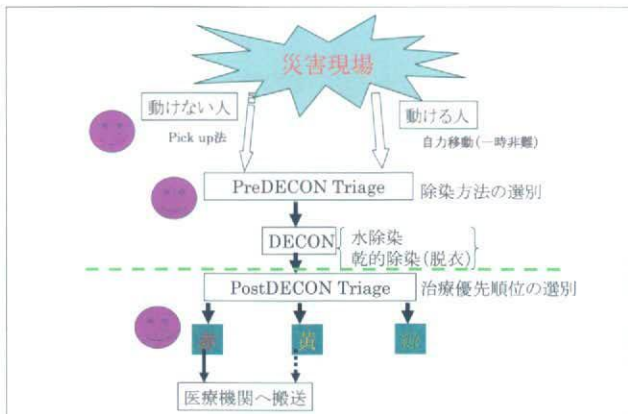 災害現場
動けない人
動ける人
Pick up法
自力移動(一時非難)
PreDECON Triage
除染方法の選別
DECON
水除染
乾的除染(脱衣)
PostDECON Triage
治療優先順位の選別
黄
医療機関へ搬送